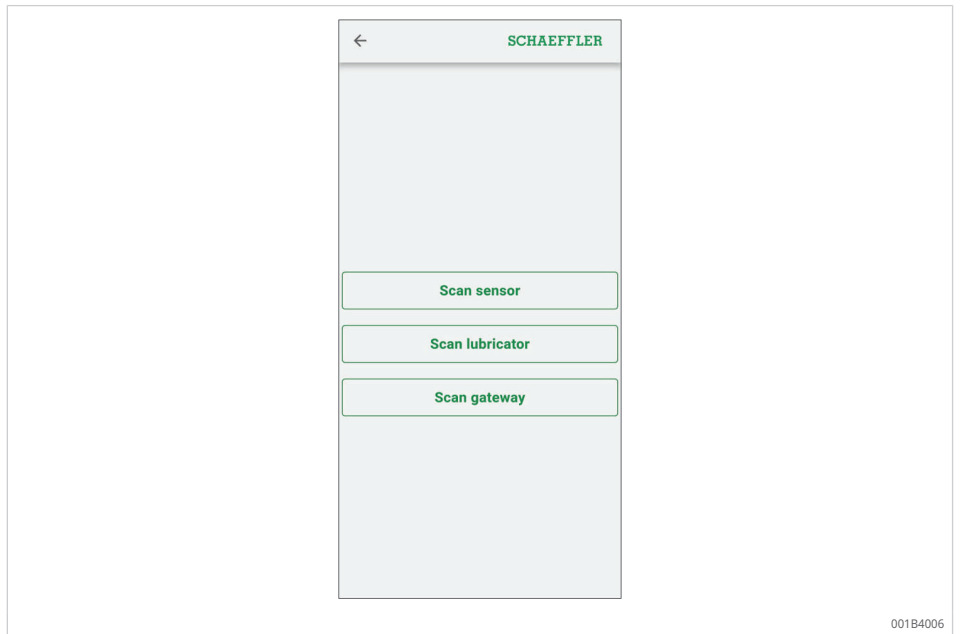 SCHAEFFLER
Scan sensor
Scan lubricator
Scan gateway
001B4006